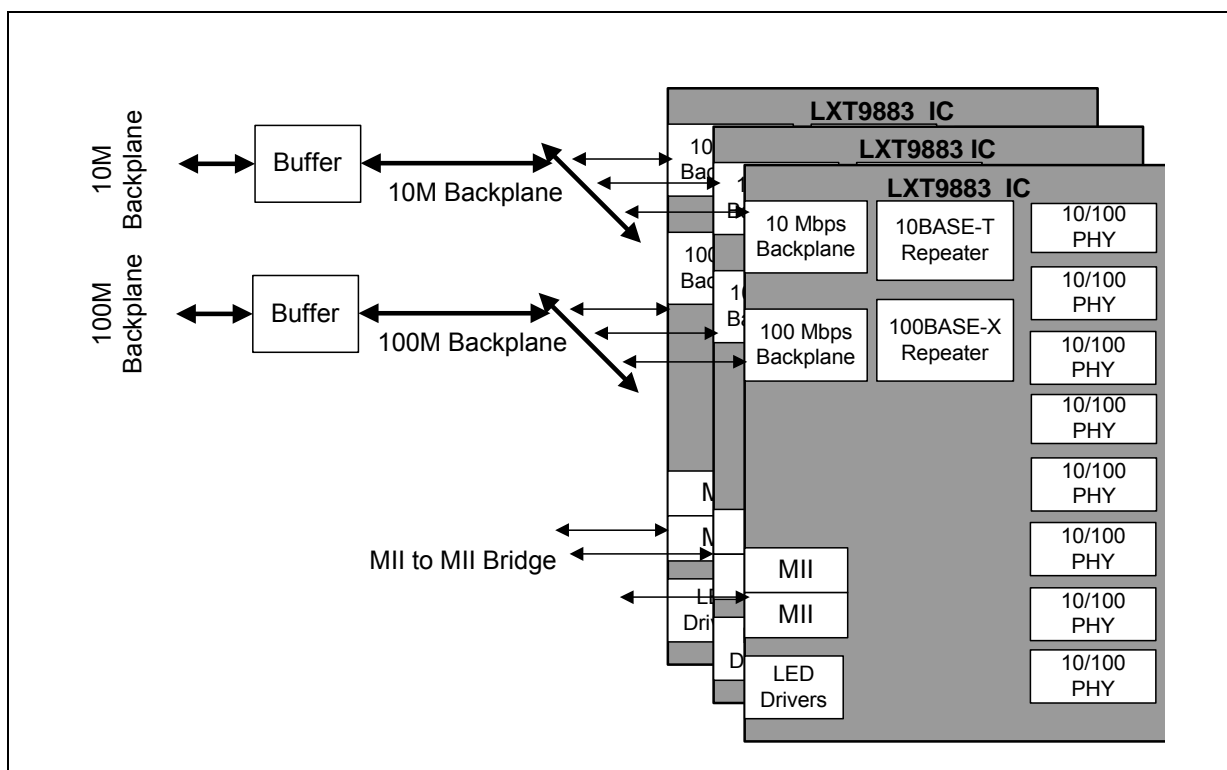 LXT9883 IC
LXT9883 IC
LXT9883 IC
10M
Backplane
Buffer
10M Backplane
100M
Backplane
Buffer
100M Backplane
MII to MII Bridge
10 Mbps
Backplane
10BASE-T
Repeater
100 Mbps
Backplane
100BASE-X
Repeater
MII
MII
LED
Drivers
10/100
PHY
10/100
PHY
10/100
PHY
10/100
PHY
10/100
PHY
10/100
PHY
10/100
PHY
10/100
PHY